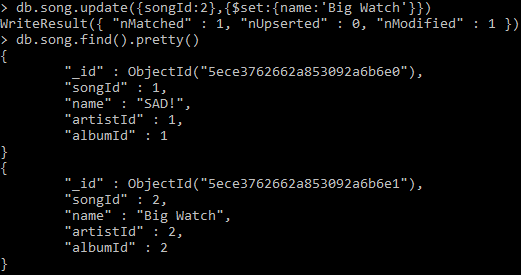 > db.song.update({songId:2},{$set:{name:'Big Watch'}})
WriteResult({ "nMatched" : 1, "nUpserted" : 0, "nModified" : 1 })
> db.song.find().pretty()
{
        "_id" : ObjectId("5ece3762662a853092a6b6e0"),
        "songId" : 1,
        "name" : "SAD!",
        "artistId" : 1,
        "albumId" : 1
}
{
        "_id" : ObjectId("5ece3762662a853092a6b6e1"),
        "songId" : 2,
        "name" : "Big Watch",
        "artistId" : 2,
        "albumId" : 2
}